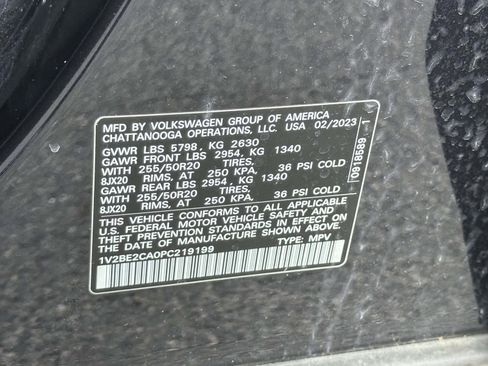 MFD BY VOLKSWAGEN GROUP OF AMERICA
CHATTANOOGA OPERATIONS, LLC. USA 02/2023
GVWR LBS 5798, KG 2630
GAWR FRONT LBS 2954, KG 1340
WITH 255/50R20 TIRES,
8JX20 RIMS, AT 250 KPA, 36 PSI COLD
GAWR REAR LBS 2954, KG 1340
WITH 255/50R20 TIRES,
8JX20 RIMS, AT 250 KPA, 36 PSI COLD
THIS VEHICLE CONFORMS TO ALL APPLICABLE
U.S. FEDERAL MOTOR VEHICLE SAFETY AND
THEFT PREVENTION STANDARDS IN EFFECT ON
THE DATE OF MANUFACTURE SHOWN ABOVE.
1V2BE2CA0PC219199 TYPE: MPV
0918589 -1